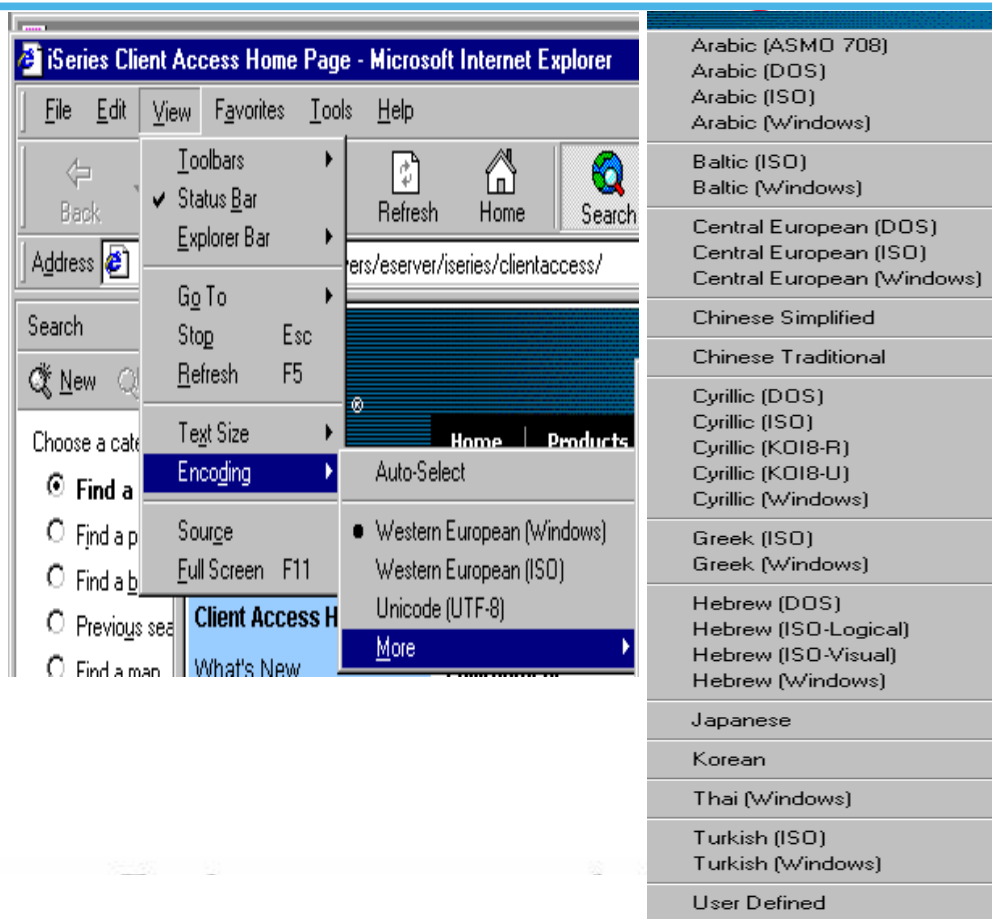 iSeries Client Access Home Page - Microsoft Internet Explorer
File Edit View Favorites Tools Help
Back
Refresh Home Search
Address
ers/eserver/iseries/clientaccess/
Toolbars
Status Bar
Explorer Bar
Go To
Stop Esc
Refresh F5
Text Size
Encoding
Source
Full Screen F11
Search
New
Choose a cate
Find a
Find a p
Find a b
Previous sea
Find a map
®
Home Products
Auto-Select
Western European (Windows)
Western European (ISO)
Unicode (UTF-8)
More
Client Access H
What's New
Arabic (ASMO 708)
Arabic (DOS)
Arabic (ISO)
Arabic (Windows)
Baltic (ISO)
Baltic (Windows)
Central European (DOS)
Central European (ISO)
Central European (Windows)
Chinese Simplified
Chinese Traditional
Cyrillic (DOS)
Cyrillic (ISO)
Cyrillic (KOI8-R)
Cyrillic (KOI8-U)
Cyrillic (Windows)
Greek (ISO)
Greek (Windows)
Hebrew (DOS)
Hebrew (ISO-Logical)
Hebrew (ISO-Visual)
Hebrew (Windows)
Japanese
Korean
Thai (Windows)
Turkish (ISO)
Turkish (Windows)
User Defined